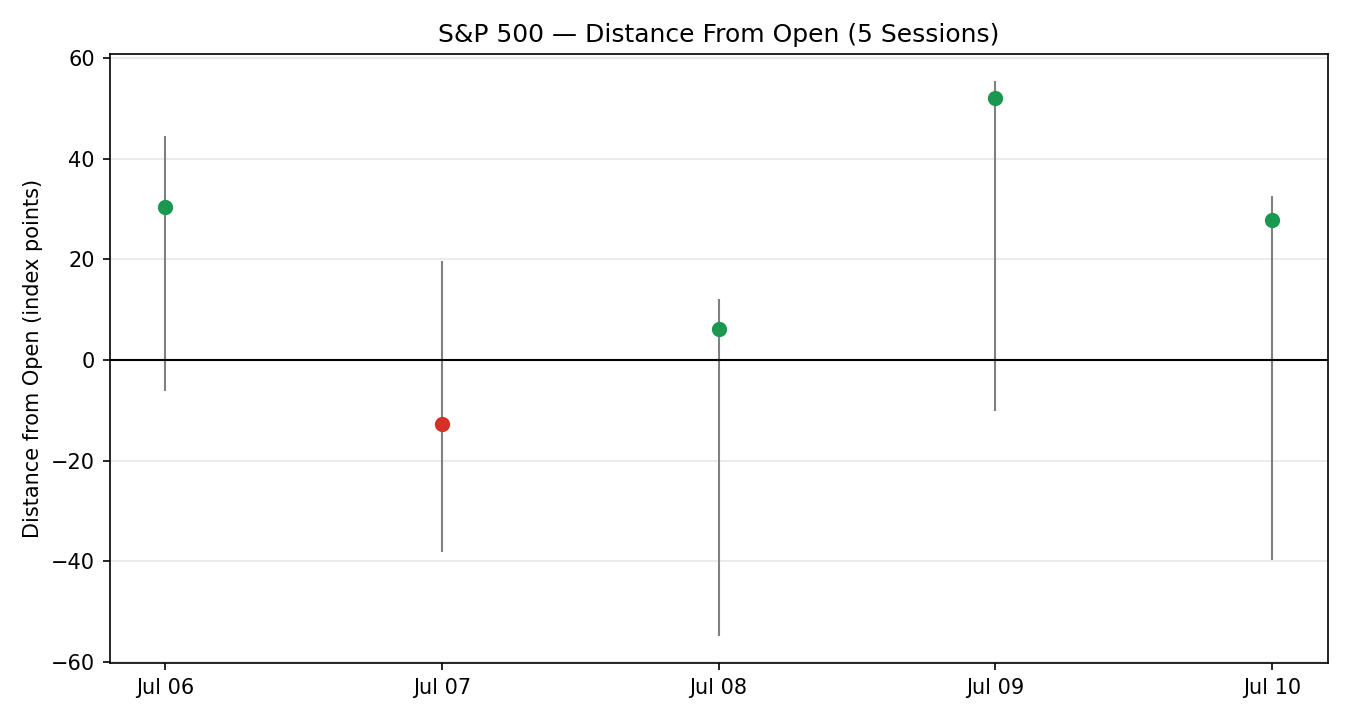 S&P 500 — Distance From Open (5 Sessions)
Distance from Open (index points)
60
40
20
0
−20
−40
−60
Jul 06 Jul 07 Jul 08 Jul 09 Jul 10